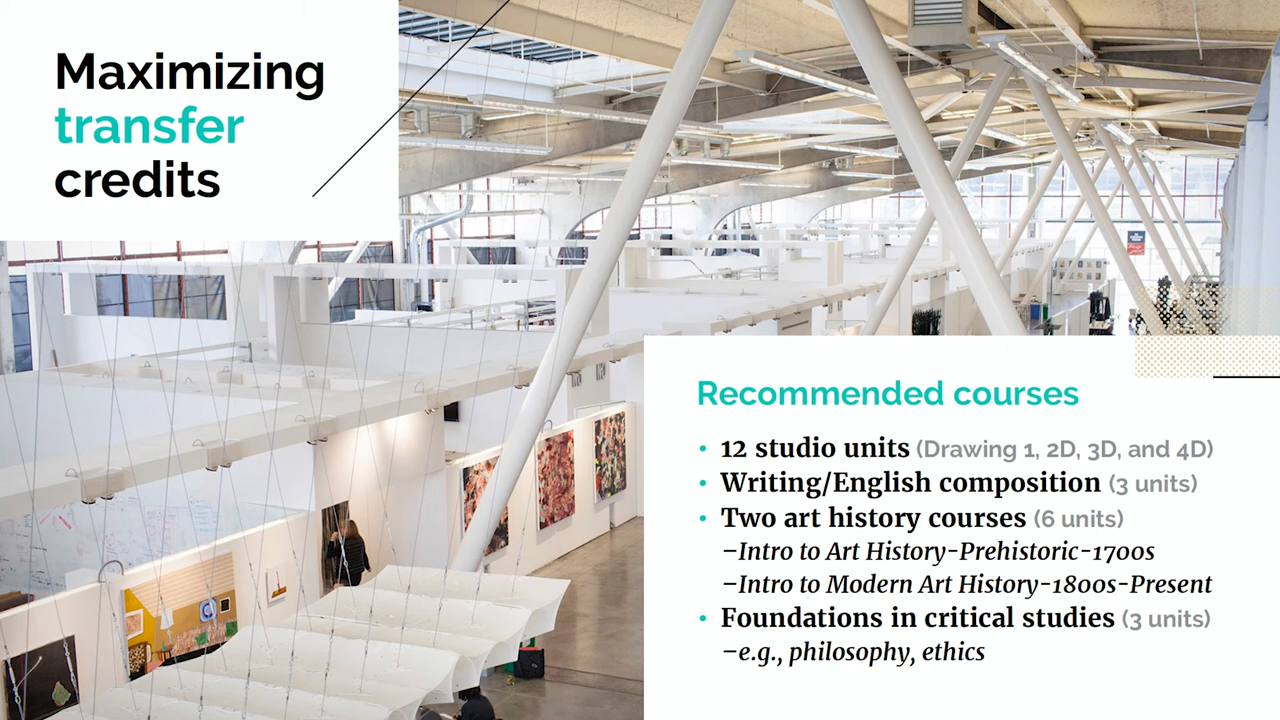 Maximizing
transfer
credits
Recommended courses
• 12 studio units (Drawing 1, 2D, 3D, and 4D)
• Writing/English composition (3 units)
• Two art history courses (6 units)
–Intro to Art History–Prehistoric–1700s
–Intro to Modern Art History–1800s–Present
• Foundations in critical studies (3 units)
–e.g., philosophy, ethics